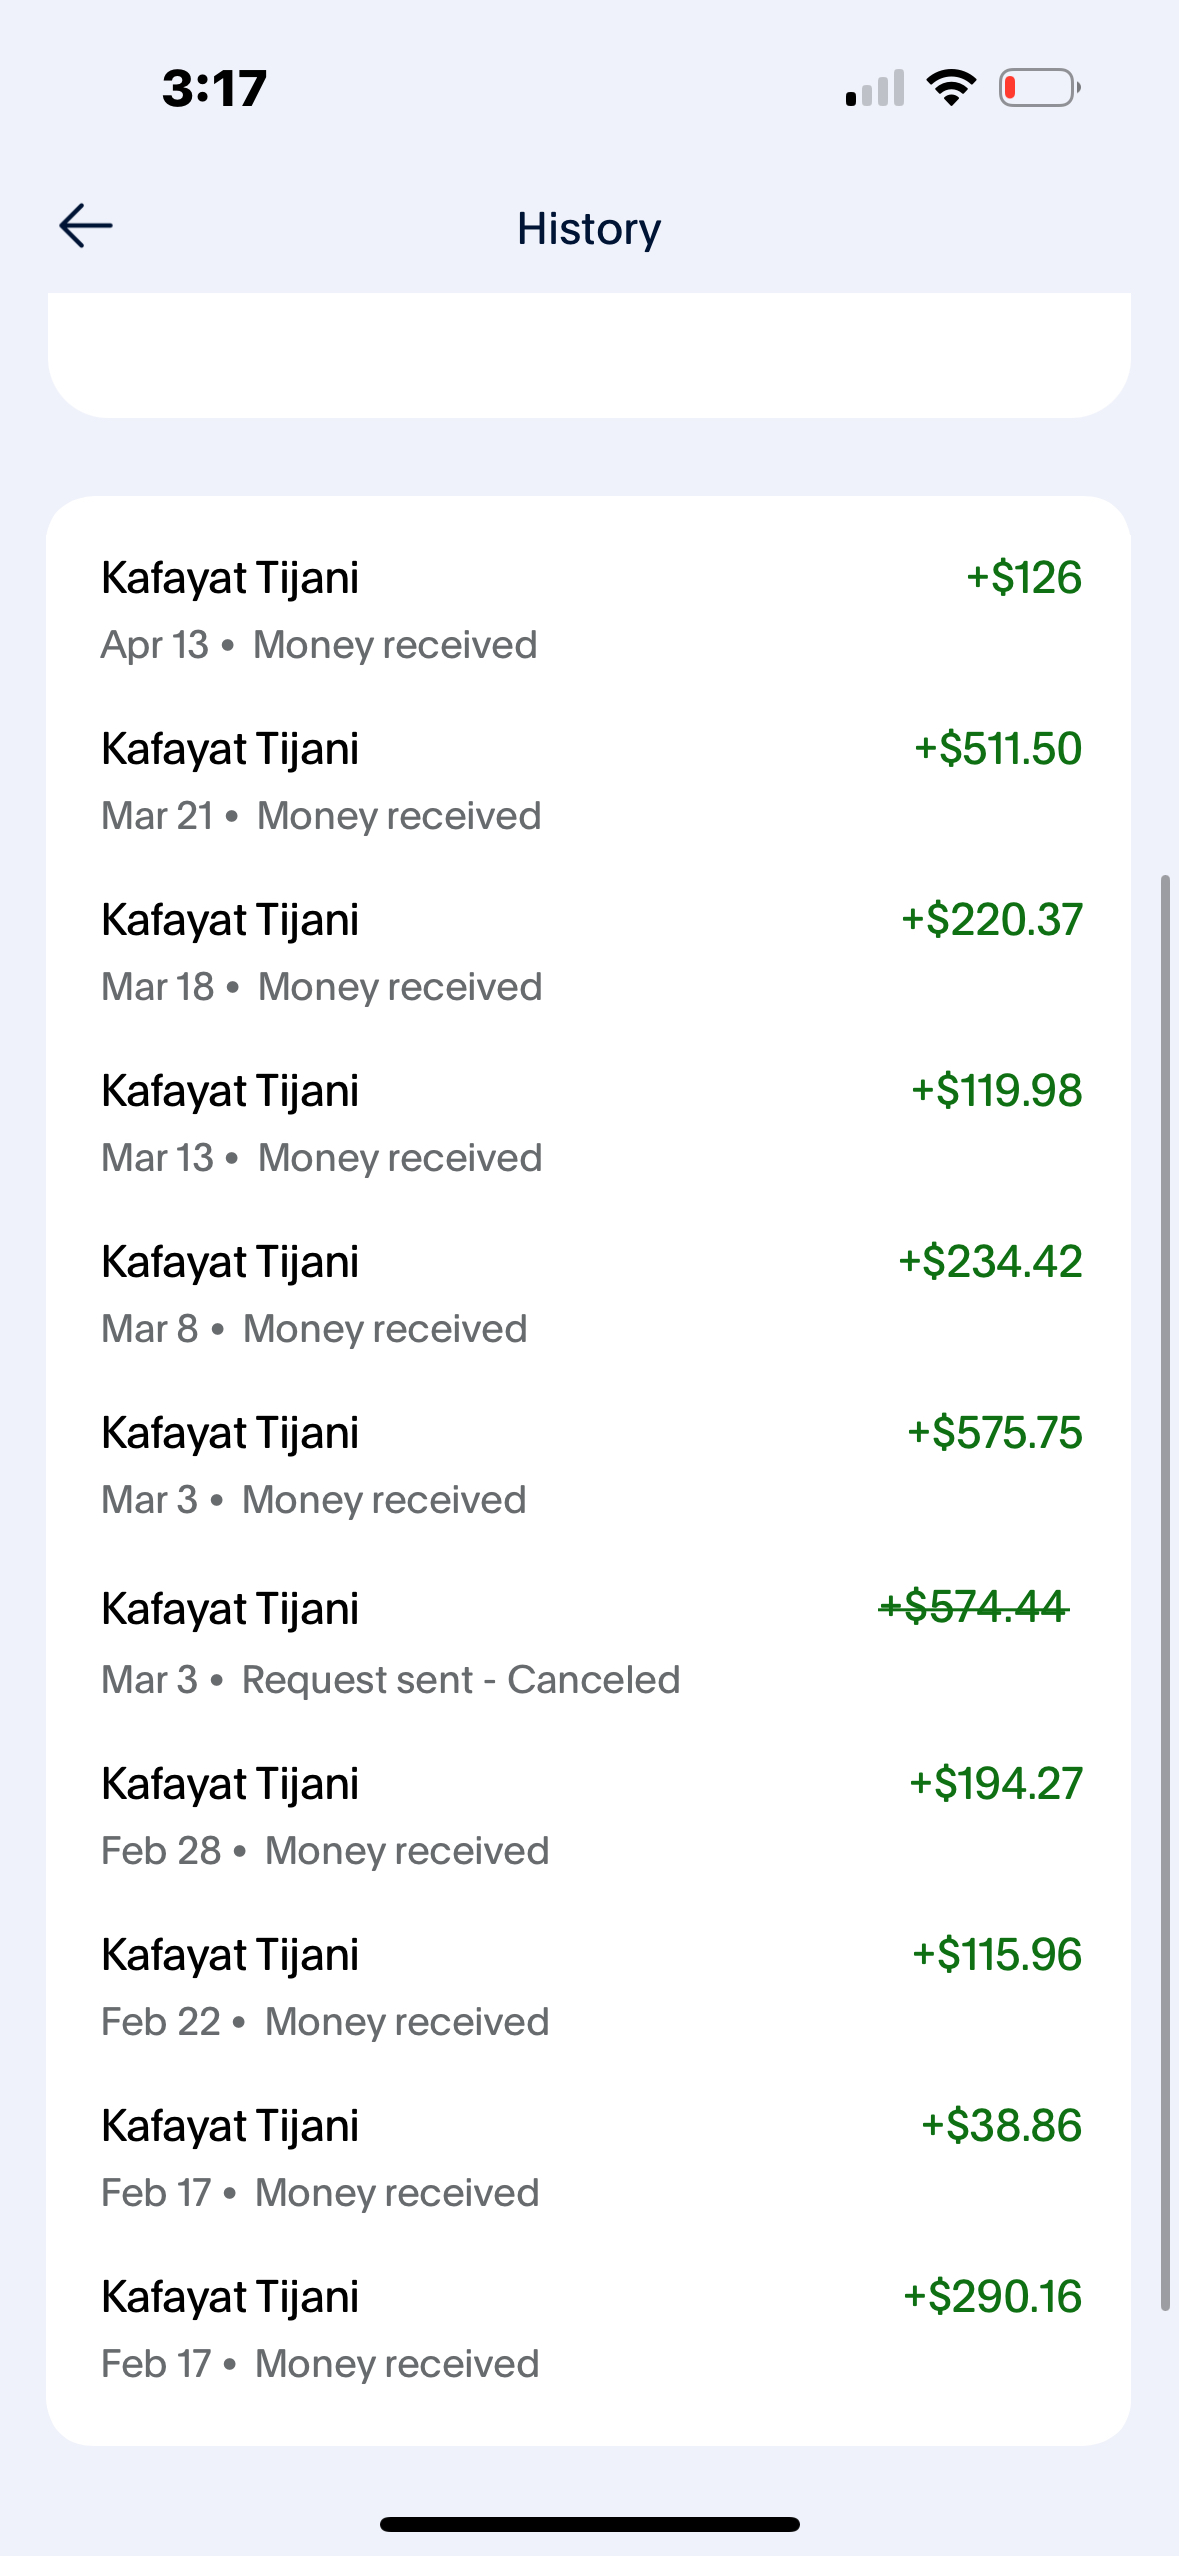 3:17
History
Kafayat Tijani +$126
Apr 13 • Money received
Kafayat Tijani +$511.50
Mar 21 • Money received
Kafayat Tijani +$220.37
Mar 18 • Money received
Kafayat Tijani +$119.98
Mar 13 • Money received
Kafayat Tijani +$234.42
Mar 8 • Money received
Kafayat Tijani +$575.75
Mar 3 • Money received
Kafayat Tijani +$574.44
Mar 3 • Request sent - Canceled
Kafayat Tijani +$194.27
Feb 28 • Money received
Kafayat Tijani +$115.96
Feb 22 • Money received
Kafayat Tijani +$38.86
Feb 17 • Money received
Kafayat Tijani +$290.16
Feb 17 • Money received